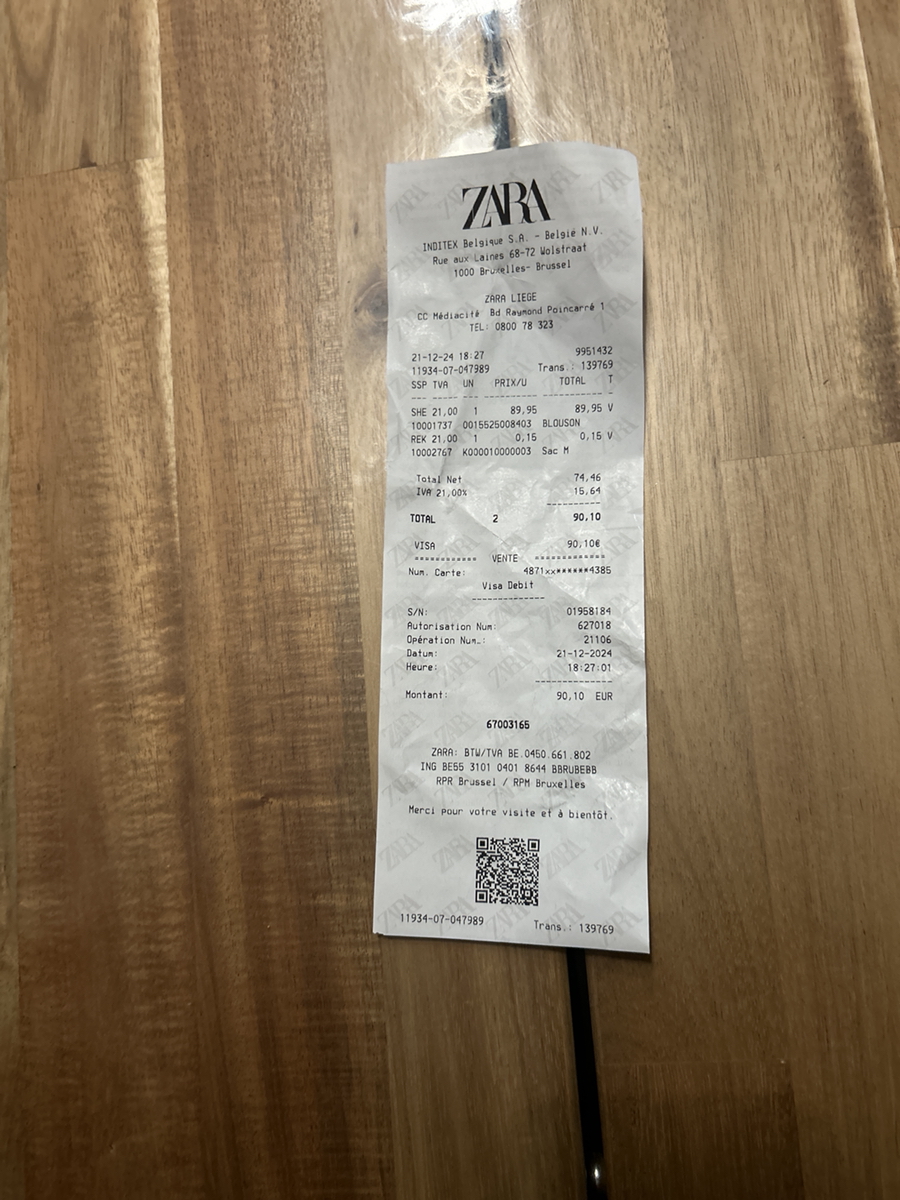 ZARA
INDITEX Belgique S.A. - België N.V.
Rue aux Laines 68-72 Wolstraat
1000 Bruxelles- Brussel
ZARA LIEGE
CC Médiacité Bd Raymond Poincarré 1
TEL: 0800 78 323
21-12-24 18:27 9951432
11934-07-047989 Trans.: 139769
SSP TVA UN PRIX/U TOTAL T
--- ----- --- ----------- ----------- ---
SHE 21,00 1 89,95 89,95 V
10001737 0015525008403 BLOUSON
REK 21,00 1 0,15 0,15 V
10002767 K000010000003 Sac M
Total Net 74,46
IVA 21,00% 15,64
----------
TOTAL 2 90,10
VISA 90,10€
============ VENTE =============
Num. Carte: 4871xx******4385
Visa Debit
-------------
S/N: 01958184
Autorisation Num: 627018
Opération Num.: 21106
Datum: 21-12-2024
Heure: 18:27:01
--------------
Montant: 90,10 EUR
67003165
ZARA: BTW/TVA BE.0450.661.802
ING BE55 3101 0401 8644 BBRUBEBB
RPR Brussel / RPM Bruxelles
Merci pour votre visite et à bientôt.
11934-07-047989 Trans.: 139769